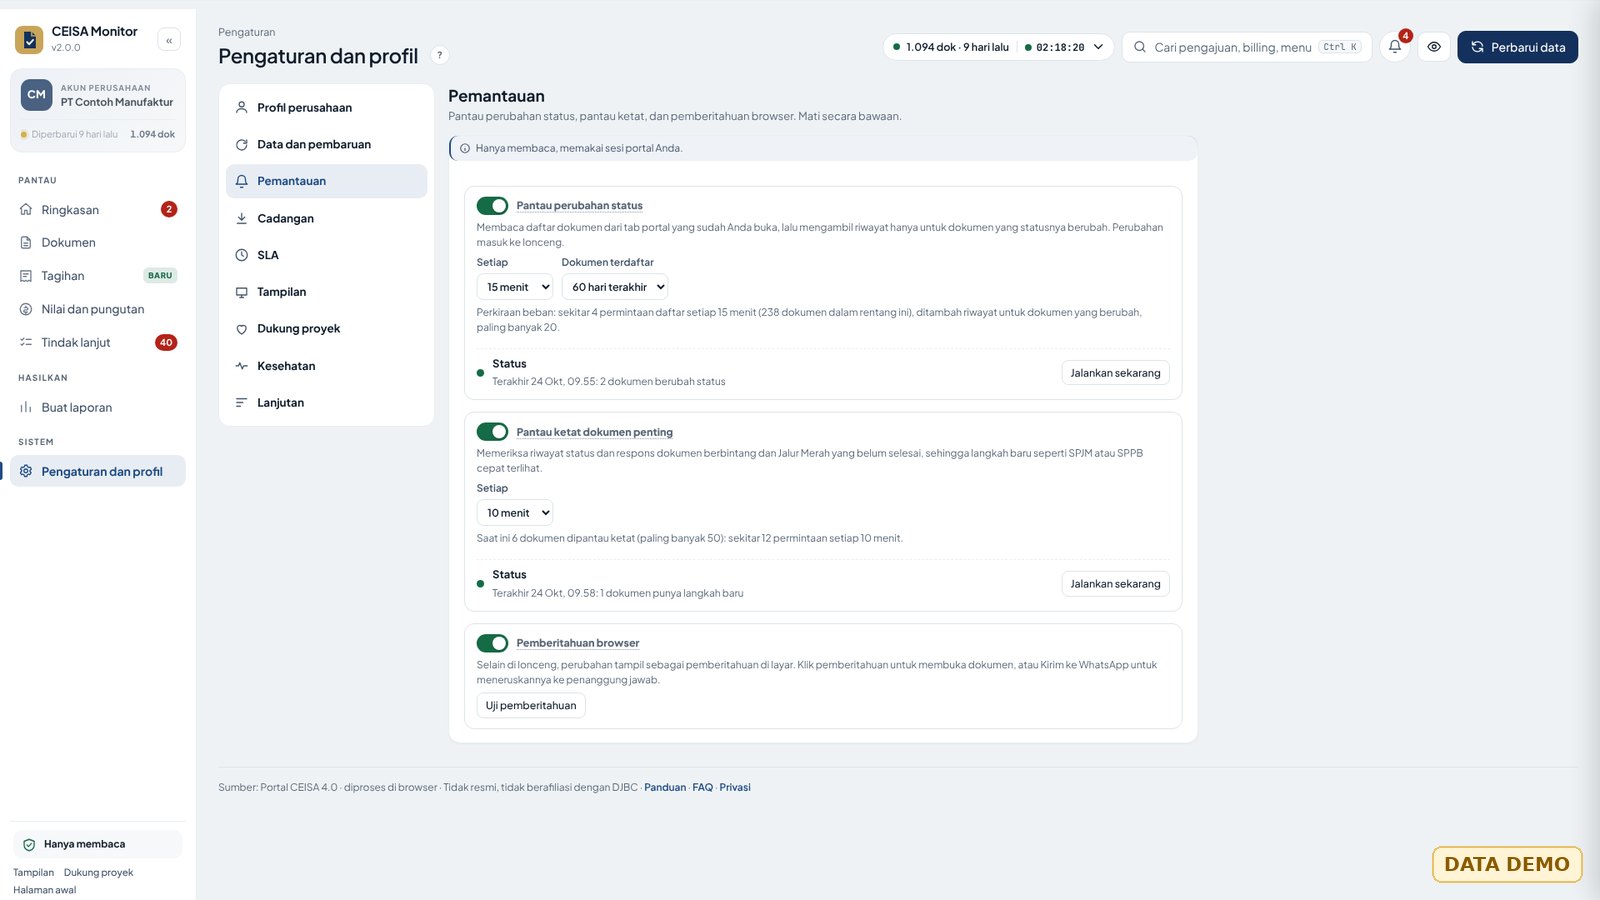 CEISA Monitor
v2.0.0
«
CM
AKUN PERUSAHAAN
PT Contoh Manufaktur
Diperbarui 9 hari lalu
1.094 dok
PANTAU
Ringkasan
2
Dokumen
Tagihan
BARU
Nilai dan pungutan
Tindak lanjut
40
HASILKAN
Buat laporan
SISTEM
Pengaturan dan profil
Hanya membaca
Tampilan
Dukung proyek
Halaman awal
Pengaturan
Pengaturan dan profil
?
1.094 dok · 9 hari lalu
02:18:20
Cari pengajuan, billing, menu
Ctrl K
4
Perbarui data
Profil perusahaan
Data dan pembaruan
Pemantauan
Cadangan
SLA
Tampilan
Dukung proyek
Kesehatan
Lanjutan
Pemantauan
Pantau perubahan status, pantau ketat, dan pemberitahuan browser. Mati secara bawaan.
Hanya membaca, memakai sesi portal Anda.
Pantau perubahan status
Membaca daftar dokumen dari tab portal yang sudah Anda buka, lalu mengambil riwayat hanya untuk dokumen yang statusnya berubah. Perubahan
masuk ke lonceng.
Setiap
Dokumen terdaftar
15 menit
60 hari terakhir
Perkiraan beban: sekitar 4 permintaan daftar setiap 15 menit (238 dokumen dalam rentang ini), ditambah riwayat untuk dokumen yang berubah,
paling banyak 20.
Status
Terakhir 24 Okt, 09.55: 2 dokumen berubah status
Jalankan sekarang
Pantau ketat dokumen penting
Memeriksa riwayat status dan respons dokumen berbintang dan Jalur Merah yang belum selesai, sehingga langkah baru seperti SPJM atau SPPB
cepat terlihat.
Setiap
10 menit
Saat ini 6 dokumen dipantau ketat (paling banyak 50): sekitar 12 permintaan setiap 10 menit.
Status
Terakhir 24 Okt, 09.58: 1 dokumen punya langkah baru
Jalankan sekarang
Pemberitahuan browser
Selain di lonceng, perubahan tampil sebagai pemberitahuan di layar. Klik pemberitahuan untuk membuka dokumen, atau Kirim ke WhatsApp untuk
meneruskannya ke penanggung jawab.
Uji pemberitahuan
Sumber: Portal CEISA 4.0 · diproses di browser · Tidak resmi, tidak berafiliasi dengan DJBC · Panduan · FAQ · Privasi
DATA DEMO